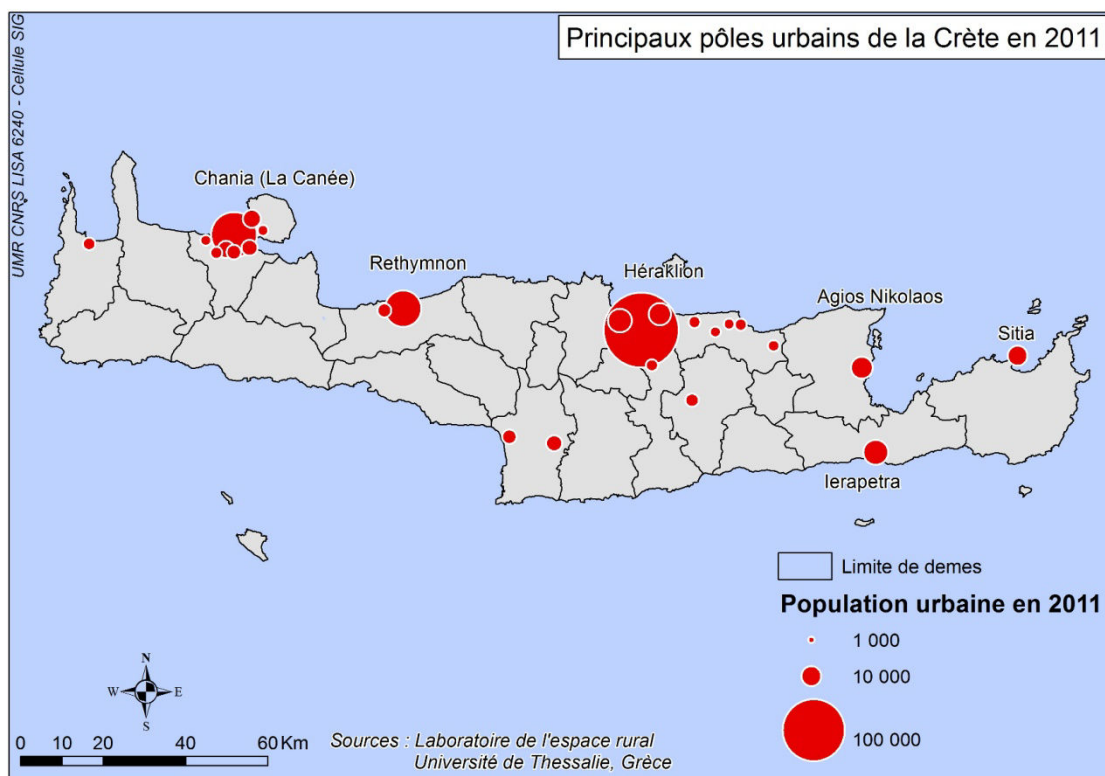 Principaux pôles urbains de la Crète en 2011
UMR CNRS LISA 6240 - Cellule SIG
Chania (La Canée)
Rethymnon
Héraklion
Agios Nikolaos
Sitia
Ierapetra
Limite de demes
Population urbaine en 2011
1 000
10 000
100 000
N
W E
S
0 10 20 40 60 Km
Sources : Laboratoire de l'espace rural
Université de Thessalie, Grèce